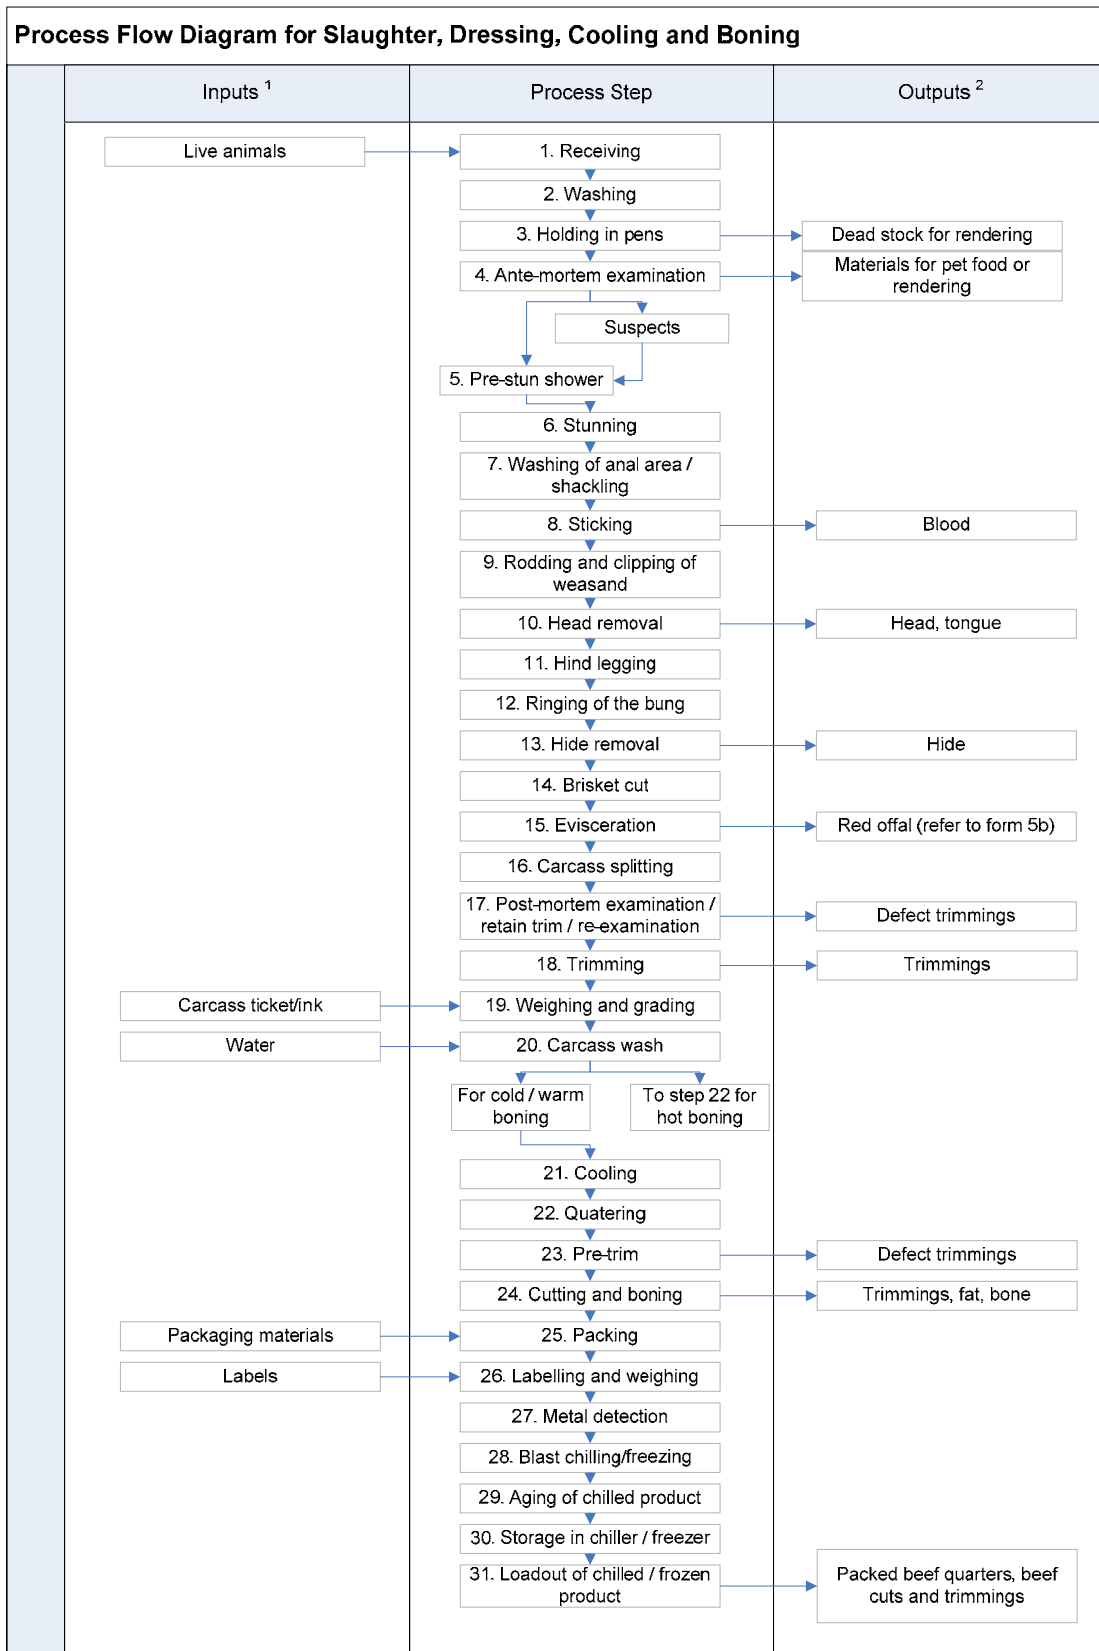 Process Flow Diagram for Slaughter, Dressing, Cooling and Boning
Inputs 1
Process Step
Outputs 2
Live animals
1. Receiving
2. Washing
3. Holding in pens
Dead stock for rendering
4. Ante-mortem examination
Materials for pet food or
rendering
Suspects
5. Pre-stun shower
6. Stunning
7. Washing of anal area /
shackling
8. Sticking
Blood
9. Rodding and clipping of
weasand
10. Head removal
Head, tongue
11. Hind legging
12. Ringing of the bung
13. Hide removal
Hide
14. Brisket cut
15. Evisceration
Red offal (refer to form 5b)
16. Carcass splitting
17. Post-mortem examination /
retain trim / re-examination
Defect trimmings
18. Trimming
Trimmings
Carcass ticket/ink
19. Weighing and grading
Water
20. Carcass wash
For cold / warm
boning
To step 22 for
hot boning
21. Cooling
22. Quatering
23. Pre-trim
Defect trimmings
24. Cutting and boning
Trimmings, fat, bone
Packaging materials
25. Packing
Labels
26. Labelling and weighing
27. Metal detection
28. Blast chilling/freezing
29. Aging of chilled product
30. Storage in chiller / freezer
31. Loadout of chilled / frozen
product
Packed beef quarters, beef
cuts and trimmings